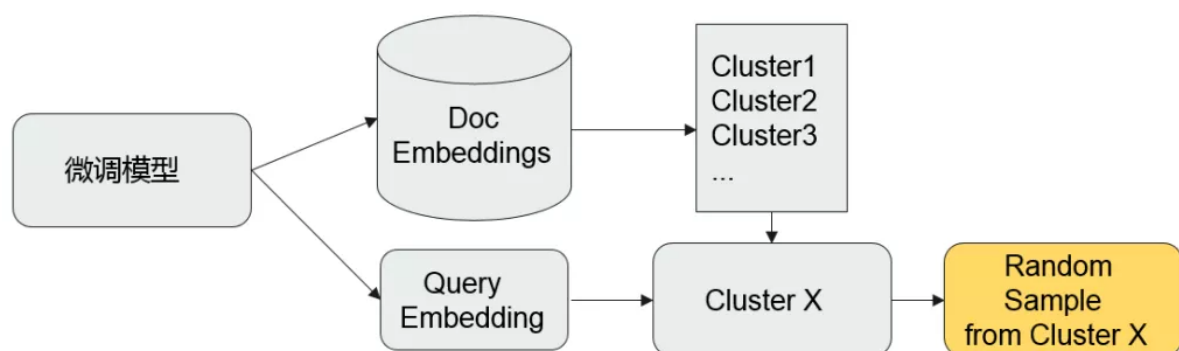 微调模型
Doc
Embeddings
Cluster1
Cluster2
Cluster3
...
Query
Embedding
Cluster X
Random
Sample
from Cluster X